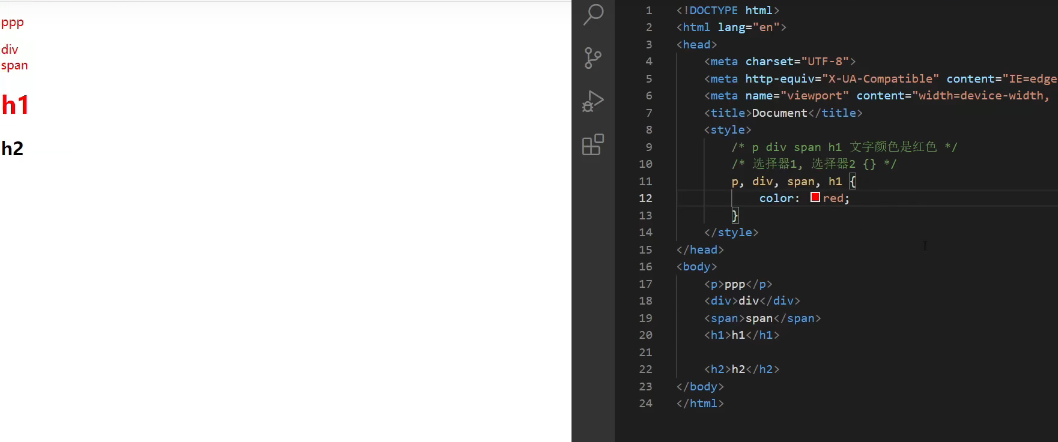 ppp
div
span
h1
h2
1 <!DOCTYPE html>
2 <html lang="en">
3 <head>
4 <meta charset="UTF-8">
5 <meta http-equiv="X-UA-Compatible" content="IE=edge
6 <meta name="viewport" content="width=device-width,
7 <title>Document</title>
8 <style>
9 /* p div span h1 文字颜色是红色 */
10 /* 选择器1, 选择器2 {} */
11 p, div, span, h1 {
12 color: red;
13 }
14 </style>
15 </head>
16 <body>
17 <p>ppp</p>
18 <div>div</div>
19 <span>span</span>
20 <h1>h1</h1>
21
22 <h2>h2</h2>
23 </body>
24 </html>